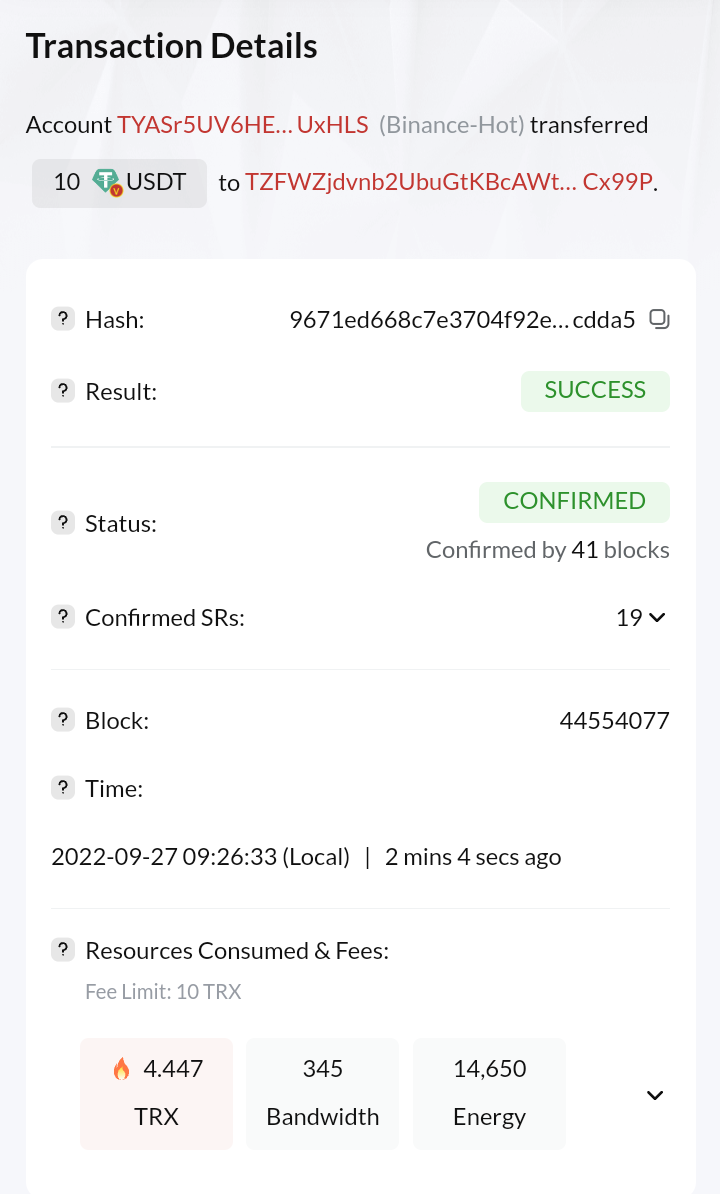 Transaction Details
Account TYASr5UV6HE... UxHLS (Binance-Hot) transferred
10 USDT to TZFWZjdvnb2UbuGtKBcAWt... Cx99P.
? Hash: 9671ed668c7e3704f92e... cdda5
? Result: SUCCESS
CONFIRMED
? Status:
Confirmed by 41 blocks
? Confirmed SRs: 19
? Block: 44554077
? Time:
2022-09-27 09:26:33 (Local) | 2 mins 4 secs ago
? Resources Consumed & Fees:
Fee Limit: 10 TRX
4.447 345 14,650
TRX Bandwidth Energy